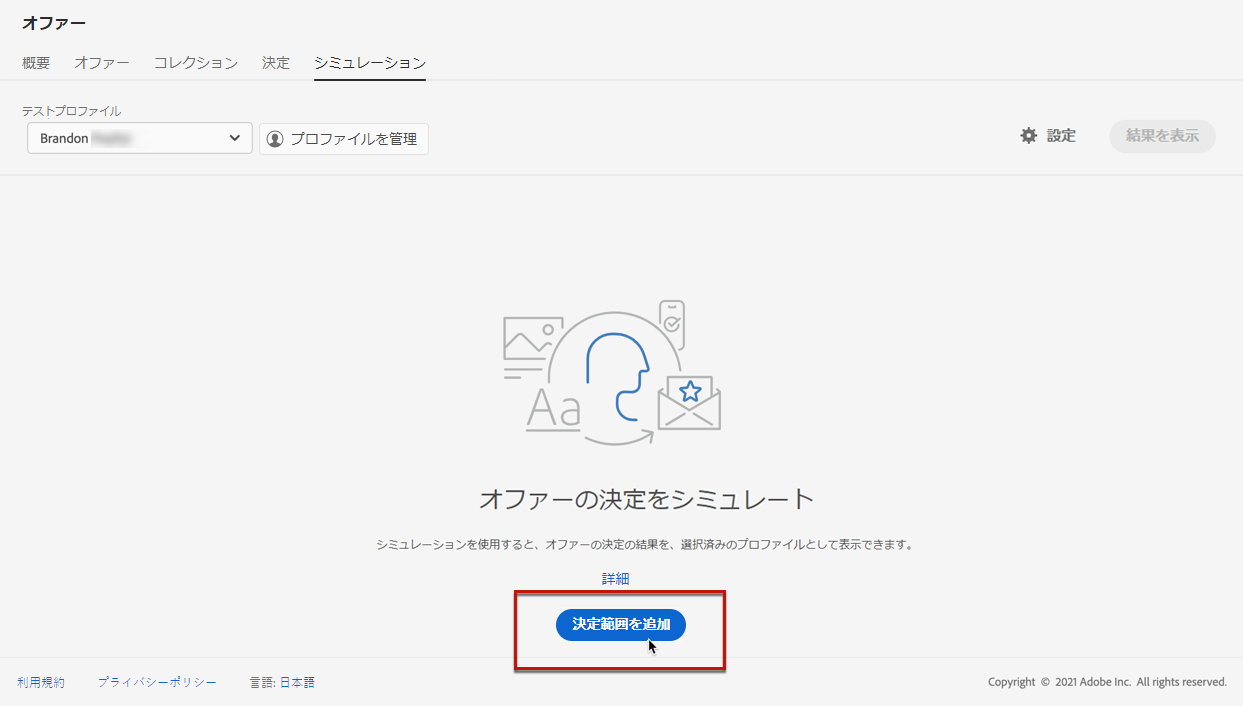 オファー
概要 オファー コレクション 決定 シミュレーション
テストプロファイル
Brandon
プロファイルを管理
設定
結果を表示
Aa
オファーの決定をシミュレート
シミュレーションを使用すると、オファーの決定の結果を、選択済みのプロファイルとして表示できます。
詳細
決定範囲を追加
利用規約 プライバシーポリシー 言語: 日本語
Copyright © 2021 Adobe Inc. All rights reserved.